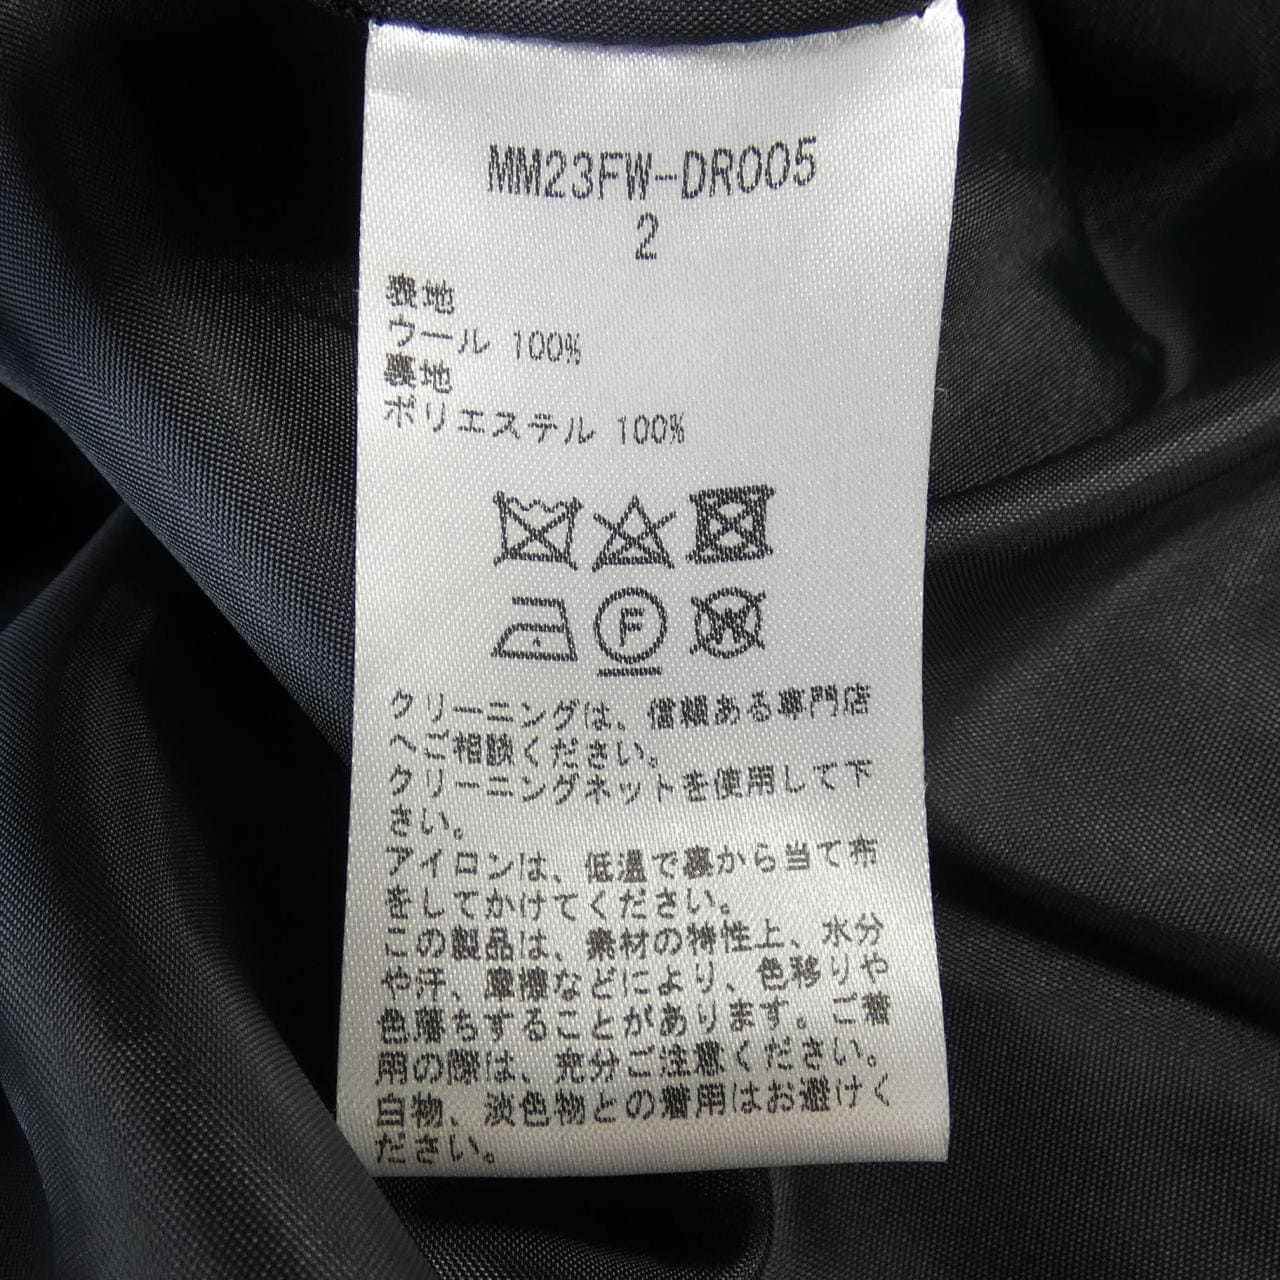 MM23FW-DR005
2
表地
ウール 100%
裏地
ポリエステル 100%
F
W
クリーニングは、信頼ある専門店
へご相談ください。
クリーニングネットを使用して下
さい。
アイロンは、低温で裏から当て布
をしてかけてください。
この製品は、素材の特性上、水分
や汗、摩擦などにより、色移りや
色落ちすることがあります。ご着
用の際は、充分ご注意ください。
白物、淡色物との着用はお避けく
ださい。